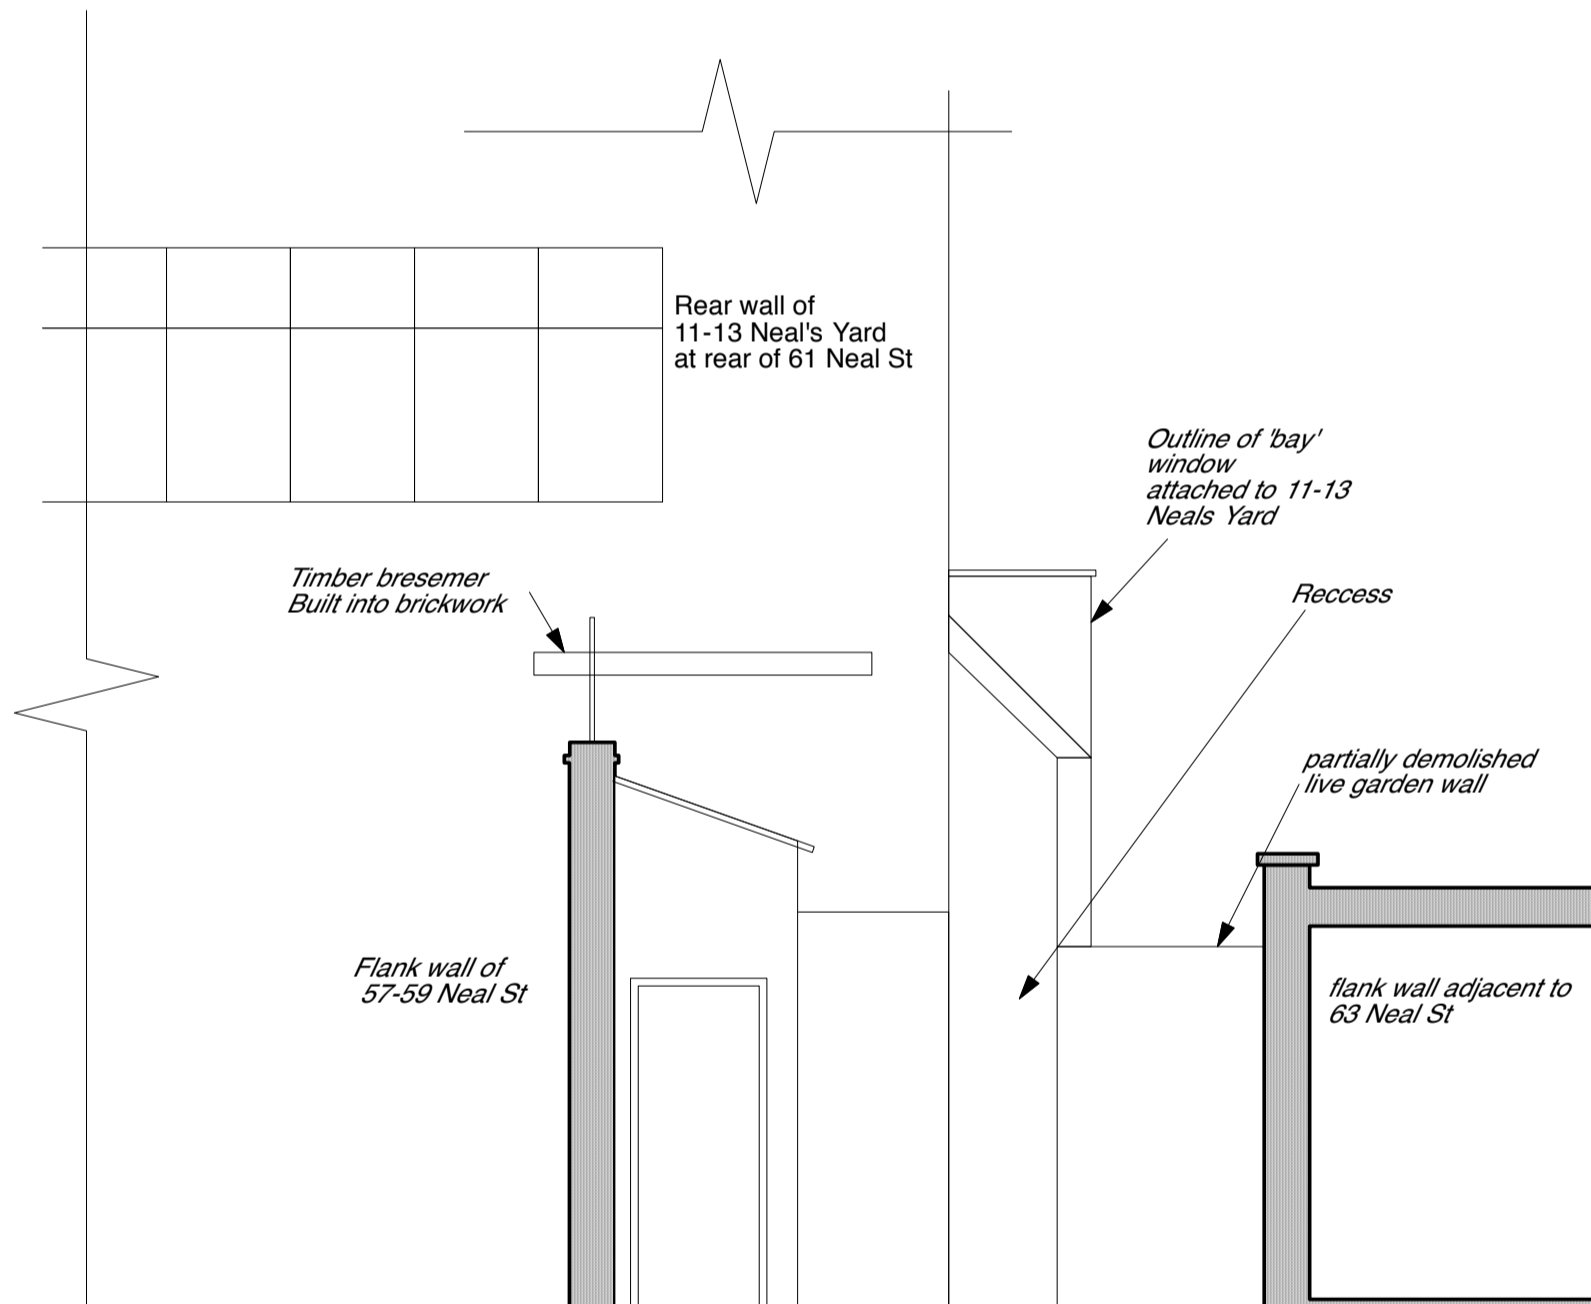 Rear wall of
11-13 Neal's Yard
at rear of 61 Neal St
Outline of 'bay'
window
attached to 11-13
Neals Yard
Timber bresemer
Built into brickwork
Reccess
partially demolished
live garden wall
Flank wall of
57-59 Neal St
flank wall adjacent to
63 Neal St